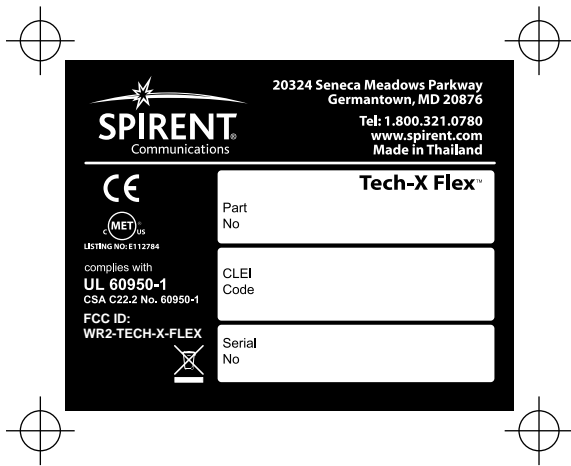 SPIRENT®
Communications
20324 Seneca Meadows Parkway
Germantown, MD 20876
Tel: 1.800.321.0780
www.spirent.com
Made in Thailand
CE
C MET® US
LISTING NO: E112784
complies with
UL 60950-1
CSA C22.2 No. 60950-1
FCC ID:
WR2-TECH-X-FLEX
Tech-X Flex™
Part
No
CLEI
Code
Serial
No